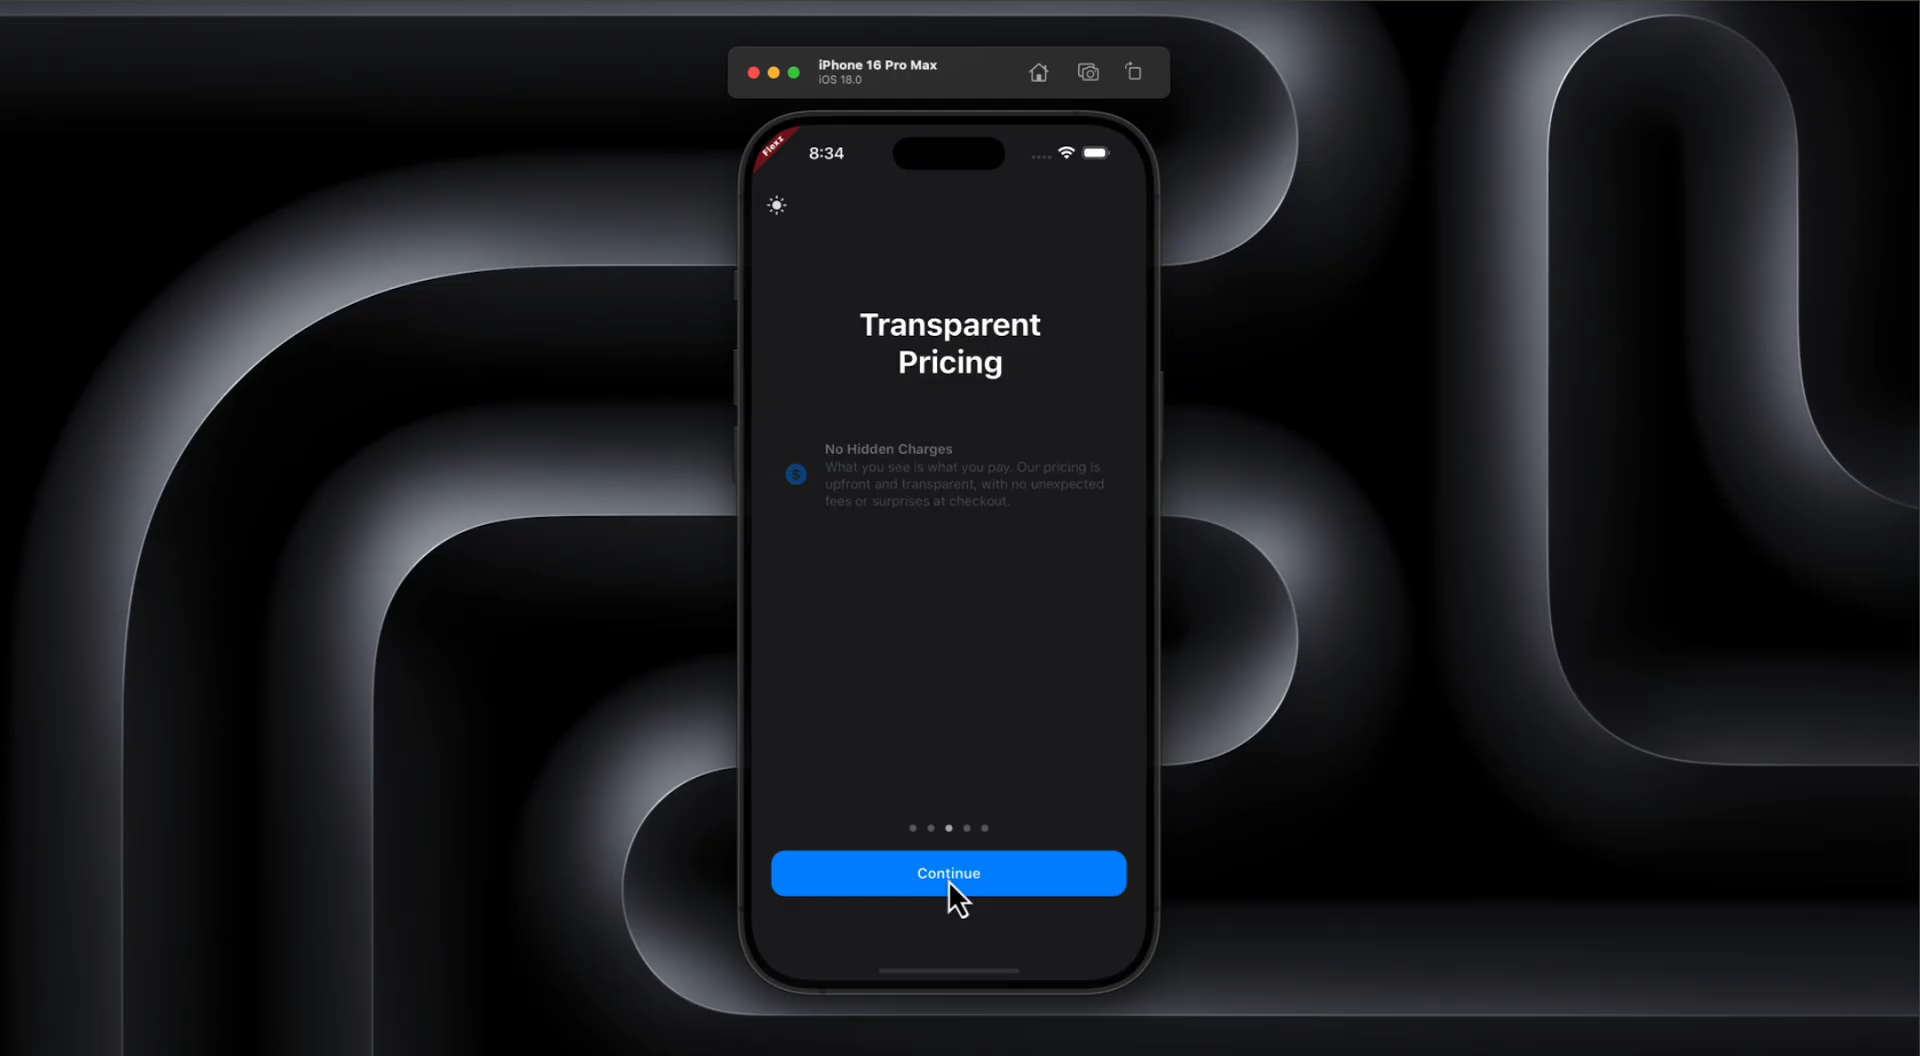 iPhone 16 Pro Max
iOS 18.0
Flexz
8:34
Transparent
Pricing
No Hidden Charges
What you see is what you pay. Our pricing is
upfront and transparent, with no unexpected
fees or surprises at checkout.
Continue